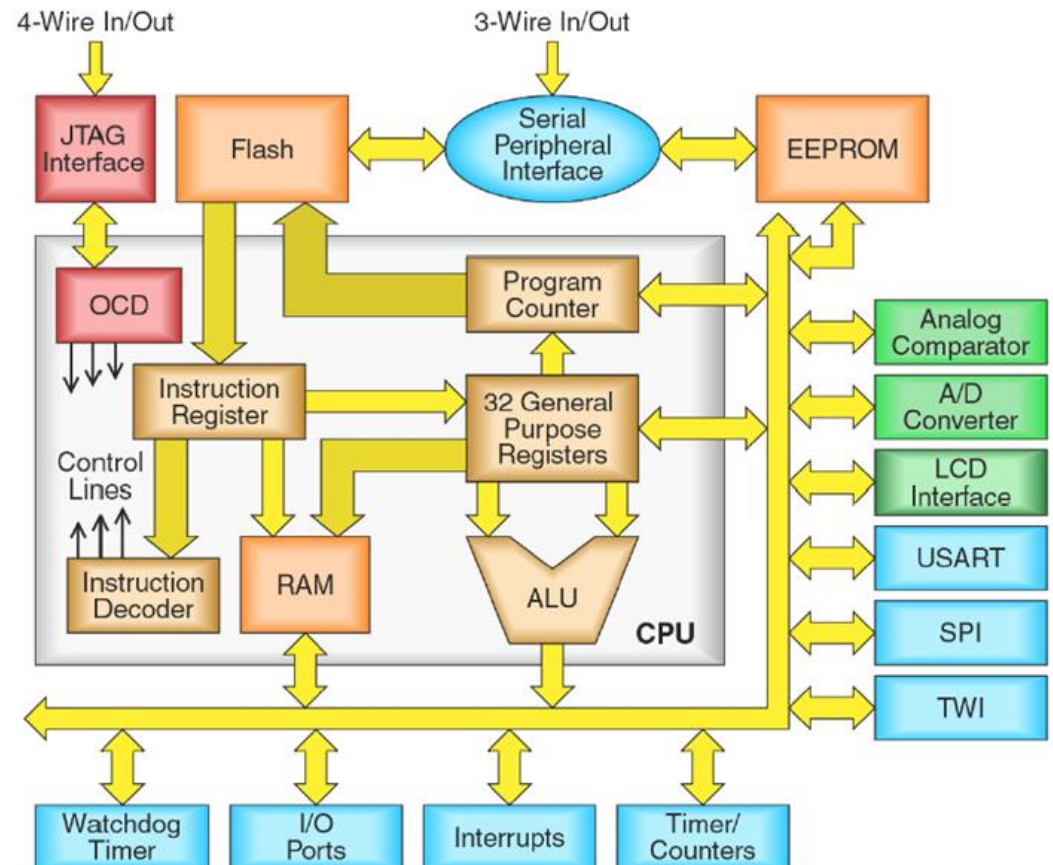 4-Wire In/Out
3-Wire In/Out
JTAG
Interface
Flash
Serial
Peripheral
Interface
EEPROM
OCD
Program
Counter
Analog
Comparator
Instruction
Register
32 General
Purpose
Registers
A/D
Converter
Control
Lines
LCD
Interface
Instruction
Decoder
RAM
ALU
CPU
USART
SPI
TWI
Watchdog
Timer
I/O
Ports
Interrupts
Timer/
Counters